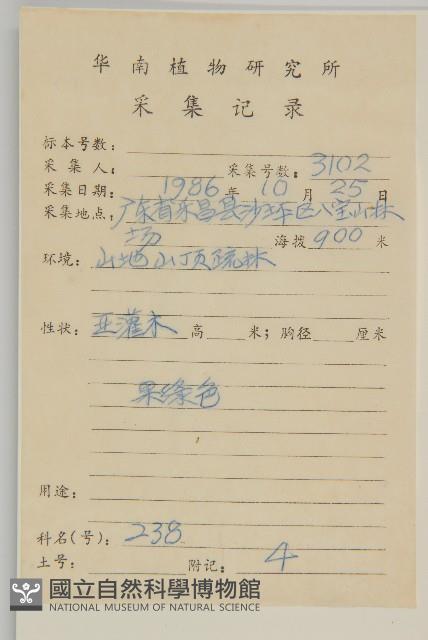 华南植物研究所
采集记录
标本号数:
采集人: 采集号数: 3102
采集日期: 1986 年 10 月 25 日
采集地点: 广东省乐昌县沙坪区八宝山林
场 海拔 900 米
环境: 山地山顶疏林
性状: 亚灌木 高 米; 胸径 厘米
果绿色
用途:
科名(号): 238
土号: 附记: 4
國立自然科學博物館
NATIONAL MUSEUM OF NATURAL SCIENCE